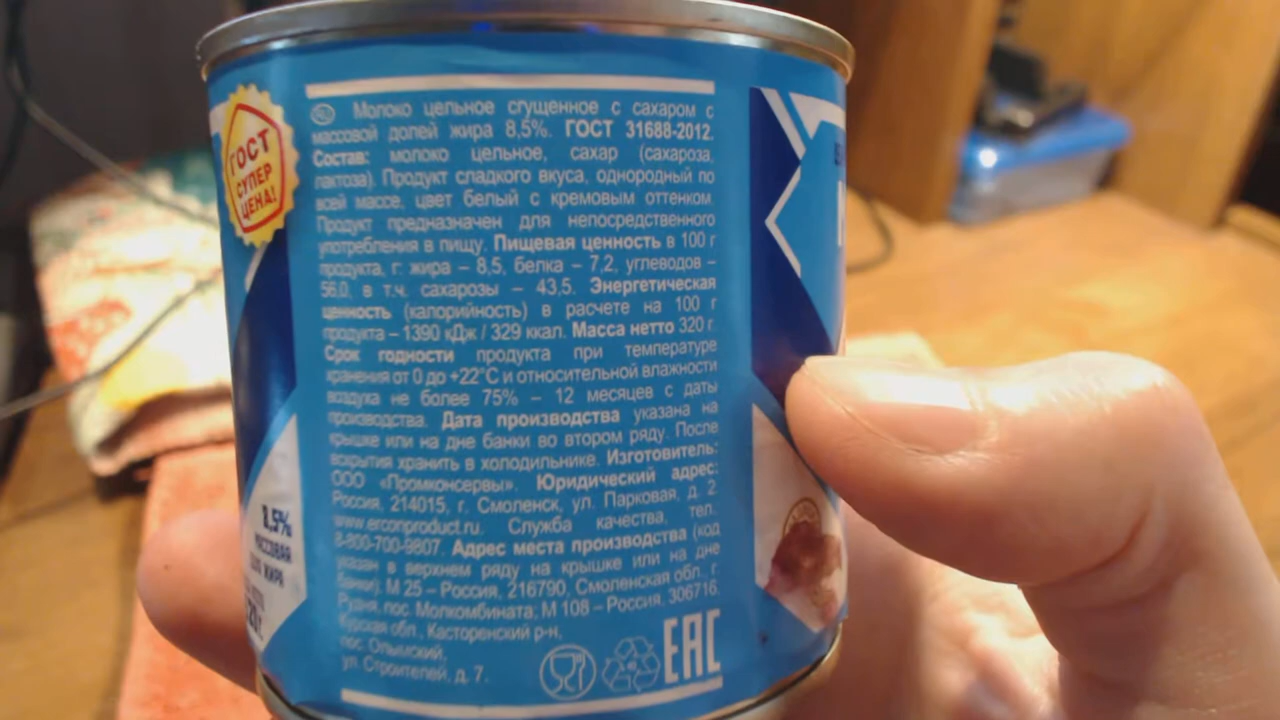 ГОСТ
СУПЕР
ЦЕНА!
RU Молоко цельное сгущенное с сахаром с
массовой долей жира 8,5%. ГОСТ 31688-2012.
Состав: молоко цельное, сахар (сахароза,
лактоза). Продукт сладкого вкуса, однородный по
всей массе, цвет белый с кремовым оттенком.
Продукт предназначен для непосредственного
употребления в пищу. Пищевая ценность в 100 г
продукта, г: жира – 8,5, белка – 7,2, углеводов –
56,0, в т.ч. сахарозы – 43,5. Энергетическая
ценность (калорийность) в расчете на 100 г
продукта – 1390 кДж / 329 ккал. Масса нетто 320 г.
Срок годности продукта при температуре
хранения от 0 до +22°С и относительной влажности
воздуха не более 75% – 12 месяцев с даты
производства. Дата производства указана на
крышке или на дне банки во втором ряду. После
вскрытия хранить в холодильнике. Изготовитель:
ООО «Промконсервы». Юридический адрес:
Россия, 214015, г. Смоленск, ул. Парковая, д. 2.
www.erconproduct.ru. Служба качества, тел.
8-800-700-9807. Адрес места производства (код
указан в верхнем ряду на крышке или на дне
банки): М 25 – Россия, 216790, Смоленская обл., г.
Рудня, пос. Молкомбината; М 108 – Россия, 306716,
Курская обл., Касторенский р-н,
пос. Олымский,
ул. Строителей, д. 7.
EAC
8,5%
МАССОВАЯ
ДОЛЯ ЖИРА